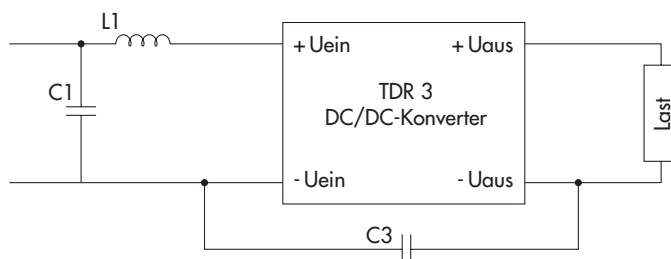 L1
+ Uein
+ Uaus
C1
TDR 3
DC/DC-Konverter
Last
- Uein
- Uaus
C3